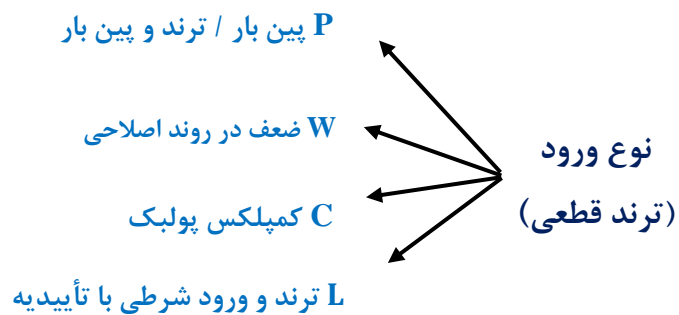 نوع ورود
(ترند قطعی)
P پین بار / ترند و پین بار
W ضعف در روند اصلاحی
C کمپلکس پولبک
L ترند و ورود شرطی با تأییدیه